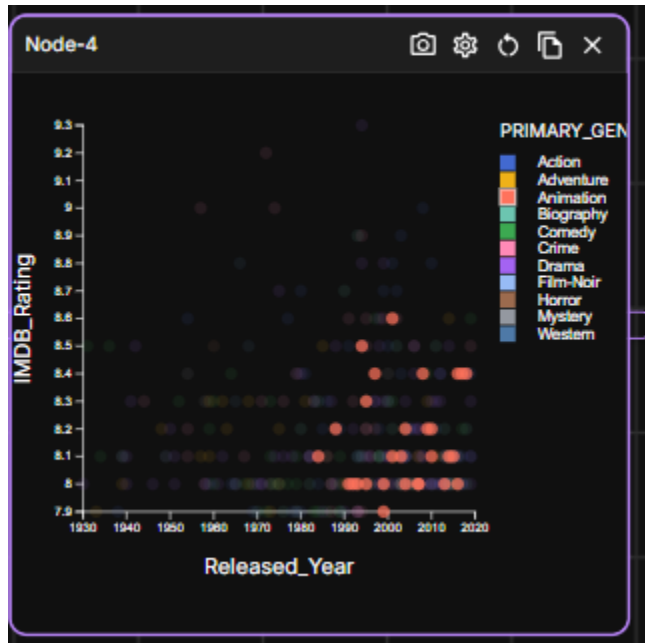 Node-4
PRIMARY_GEN
Action
Adventure
Animation
Biography
Comedy
Crime
Drama
Film-Noir
Horror
Mystery
Western
IMDB_Rating
9.3
9.2
9.1
9
8.9
8.8
8.7
8.6
8.5
8.4
8.3
8.2
8.1
8
7.9
1930 1940 1950 1960 1970 1980 1990 2000 2010 2020
Released_Year